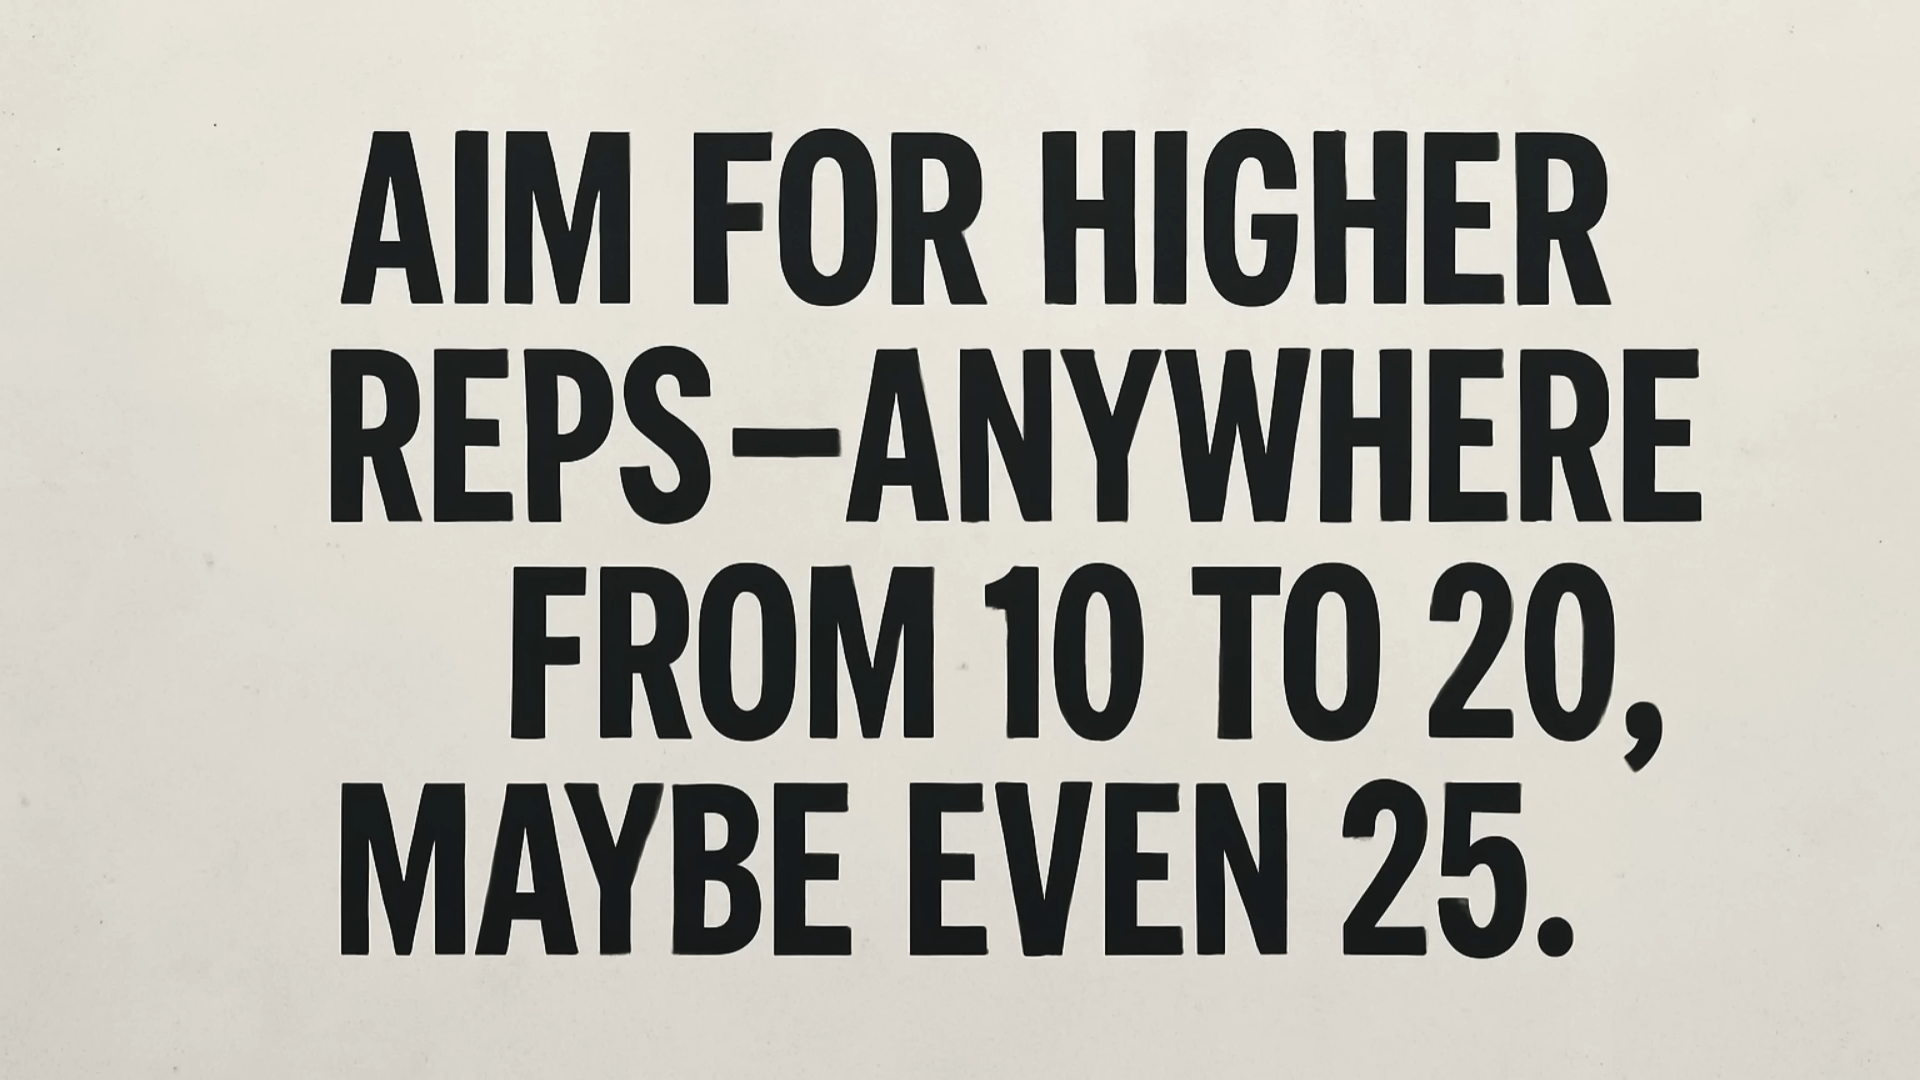 AIM FOR HIGHER
REPS—ANYWHERE
FROM 10 TO 20,
MAYBE EVEN 25.